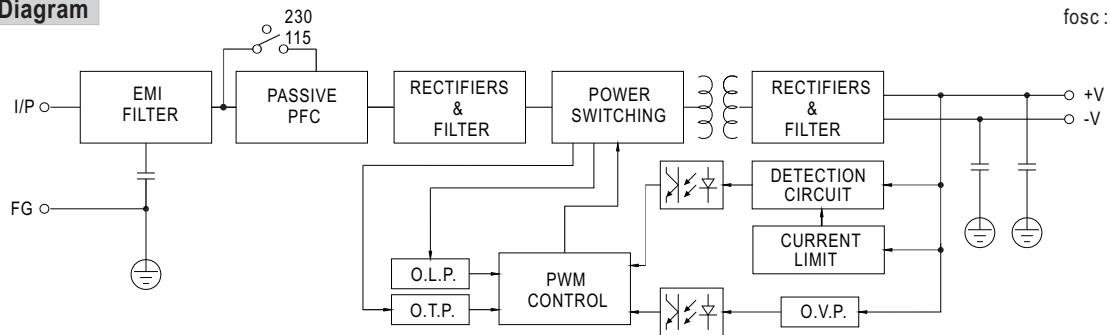 Diagram
fosc :
230
115
I/P
EMI
FILTER
PASSIVE
PFC
RECTIFIERS
&
FILTER
POWER
SWITCHING
RECTIFIERS
&
FILTER
+V
-V
FG
DETECTION
CIRCUIT
CURRENT
LIMIT
O.L.P.
O.T.P.
PWM
CONTROL
O.V.P.